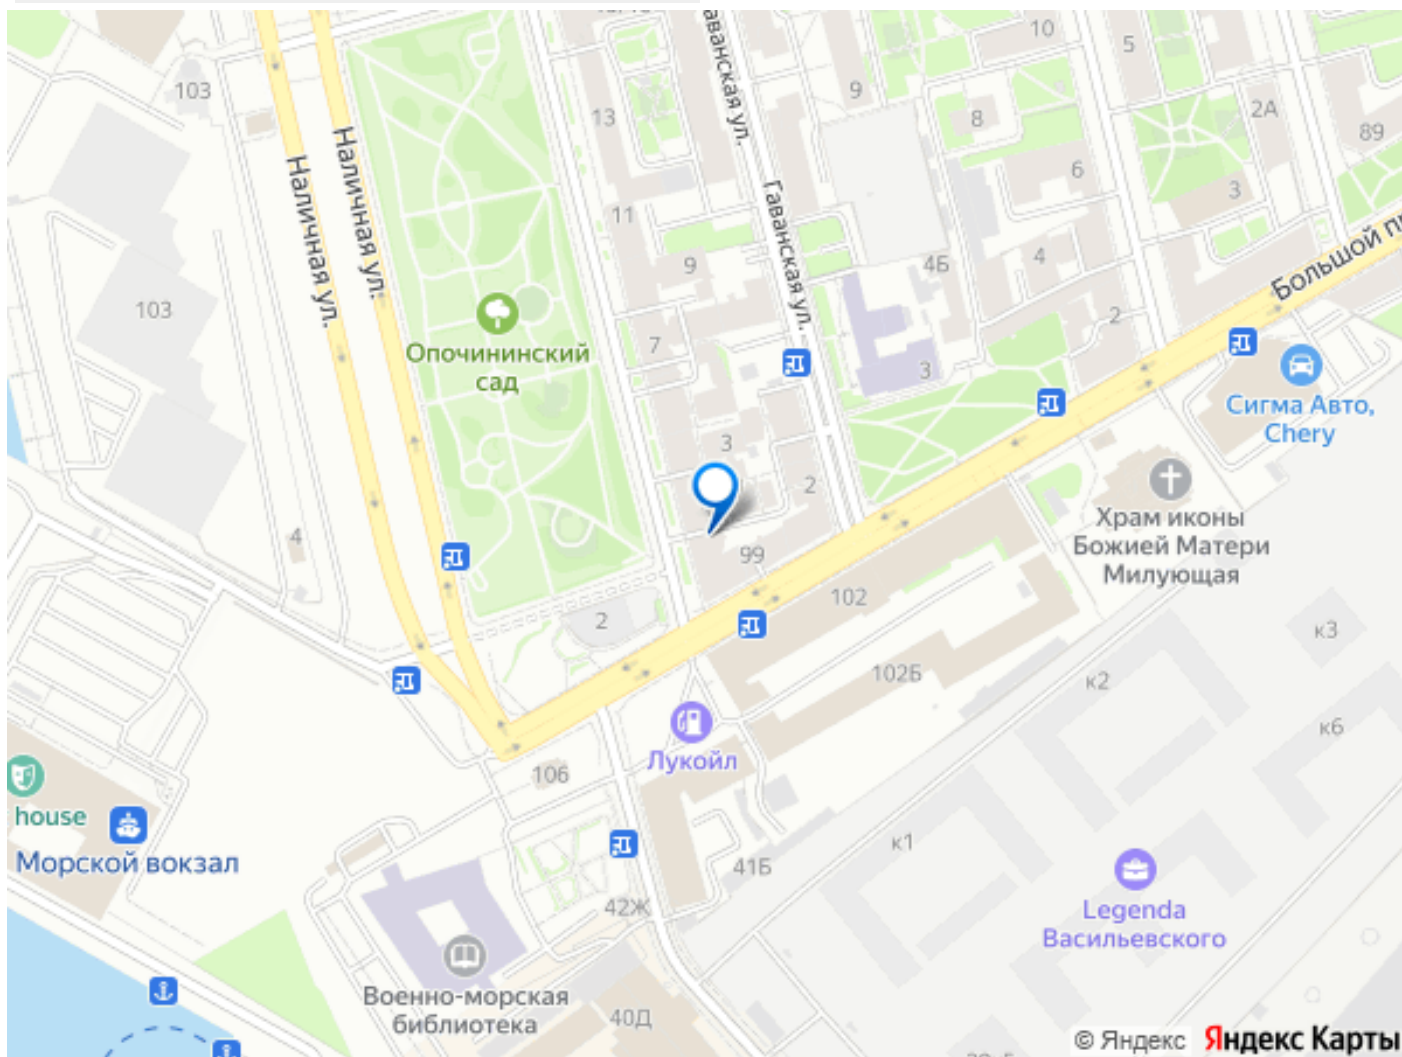 10
5
103
9
2А
13
8
89
6
Наличная ул.
Наличная ул.
Гаванская ул.
Гаванская ул.
3
11
4Б
4
9
Большой пр
103
2
7
Опочининский
сад
3
Сигма Авто,
Chery
3
2
Храм иконы
Божией Матери
Милующая
4
99
102
2
к3
102Б
к2
к6
Лукойл
106
house
Морской вокзал
к1
41Б
42Ж
Legenda
Васильевского
Военно-морская
библиотека
40Д
© Яндекс Яндекс Карты